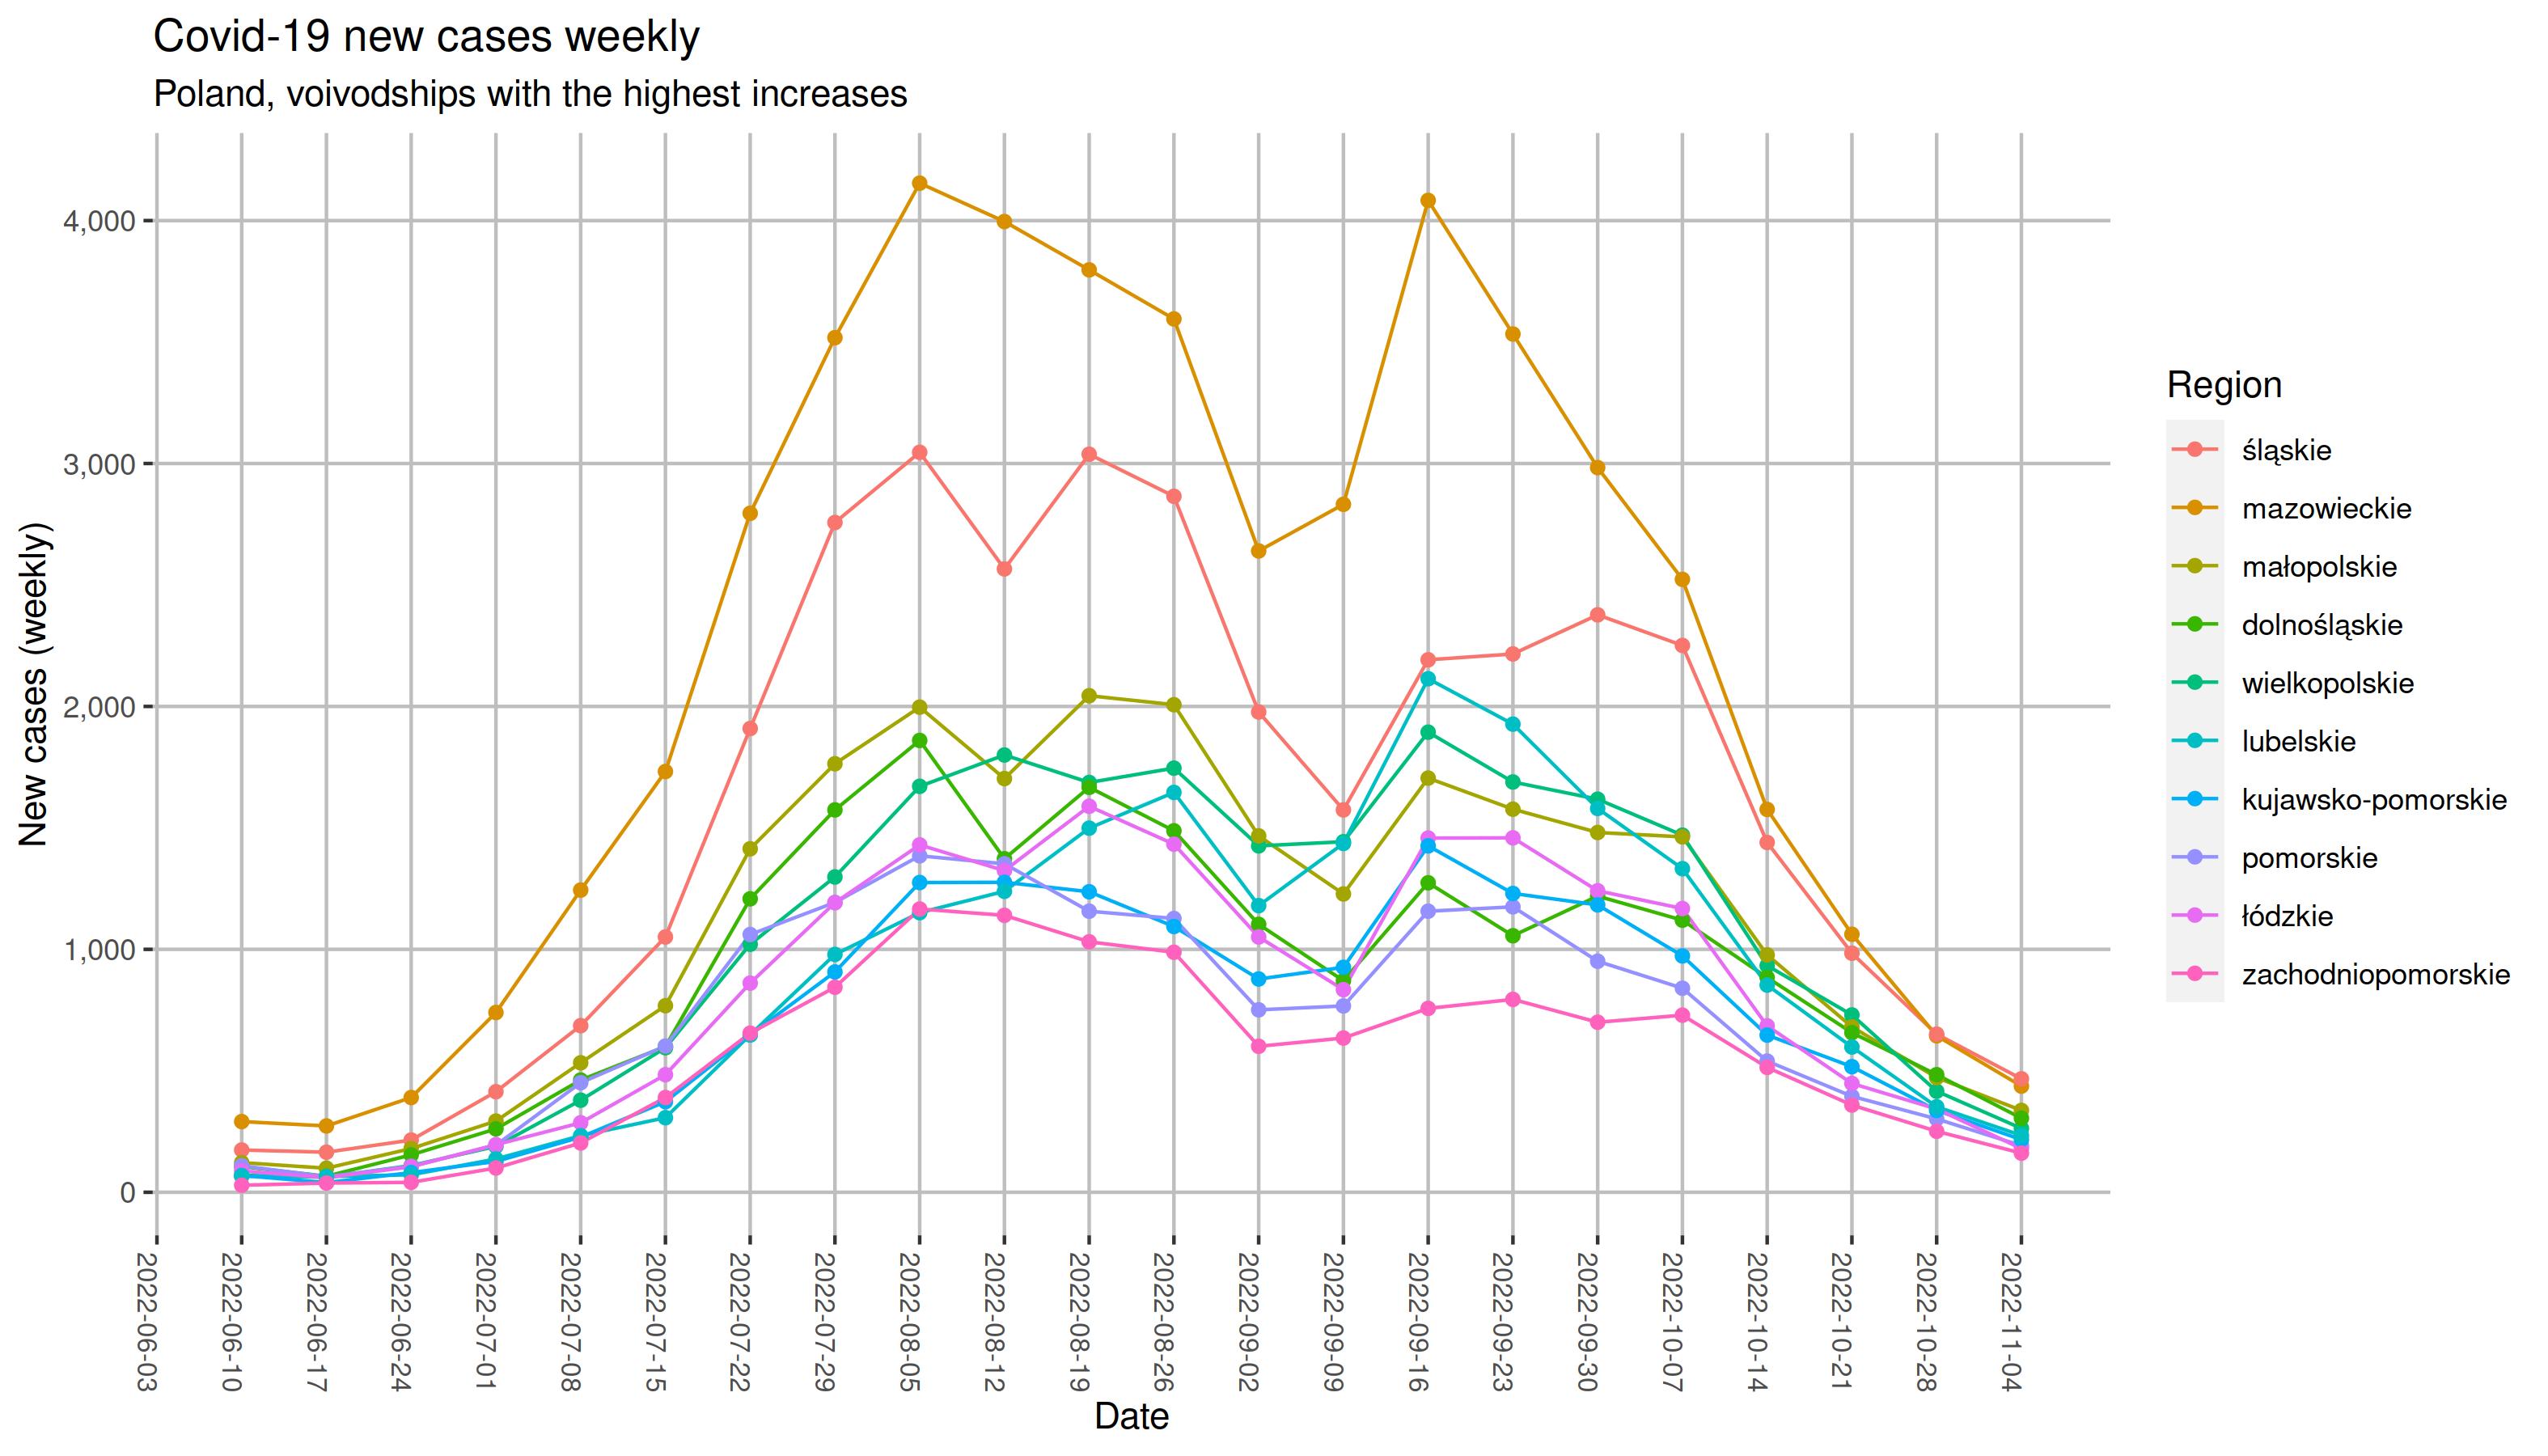 Covid-19 new cases weekly
Poland, voivodships with the highest increases
New cases (weekly)
4,000
3,000
2,000
1,000
0
2022-06-03
2022-06-10
2022-06-17
2022-06-24
2022-07-01
2022-07-08
2022-07-15
2022-07-22
2022-07-29
2022-08-05
2022-08-12
2022-08-19
2022-08-26
2022-09-02
2022-09-09
2022-09-16
2022-09-23
2022-09-30
2022-10-07
2022-10-14
2022-10-21
2022-10-28
2022-11-04
Date
Region
śląskie
mazowieckie
małopolskie
dolnośląskie
wielkopolskie
lubelskie
kujawsko-pomorskie
pomorskie
łódzkie
zachodniopomorskie